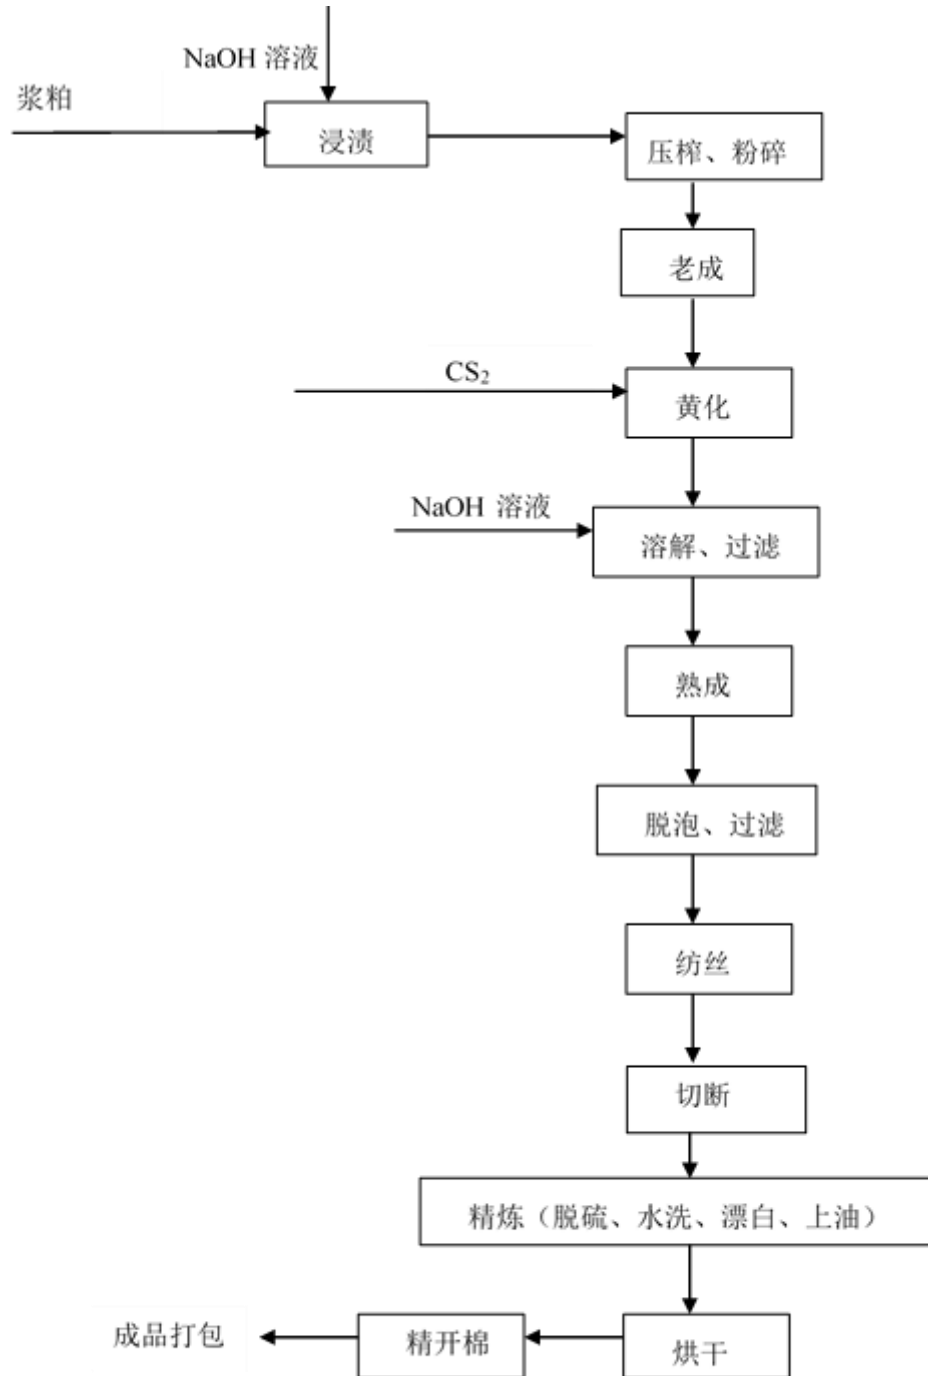 NaOH 溶液
浆粕
浸渍
压榨、粉碎
老成
CS₂
黄化
NaOH 溶液
溶解、过滤
熟成
脱泡、过滤
纺丝
切断
精炼（脱硫、水洗、漂白、上油）
成品打包
精开棉
烘干